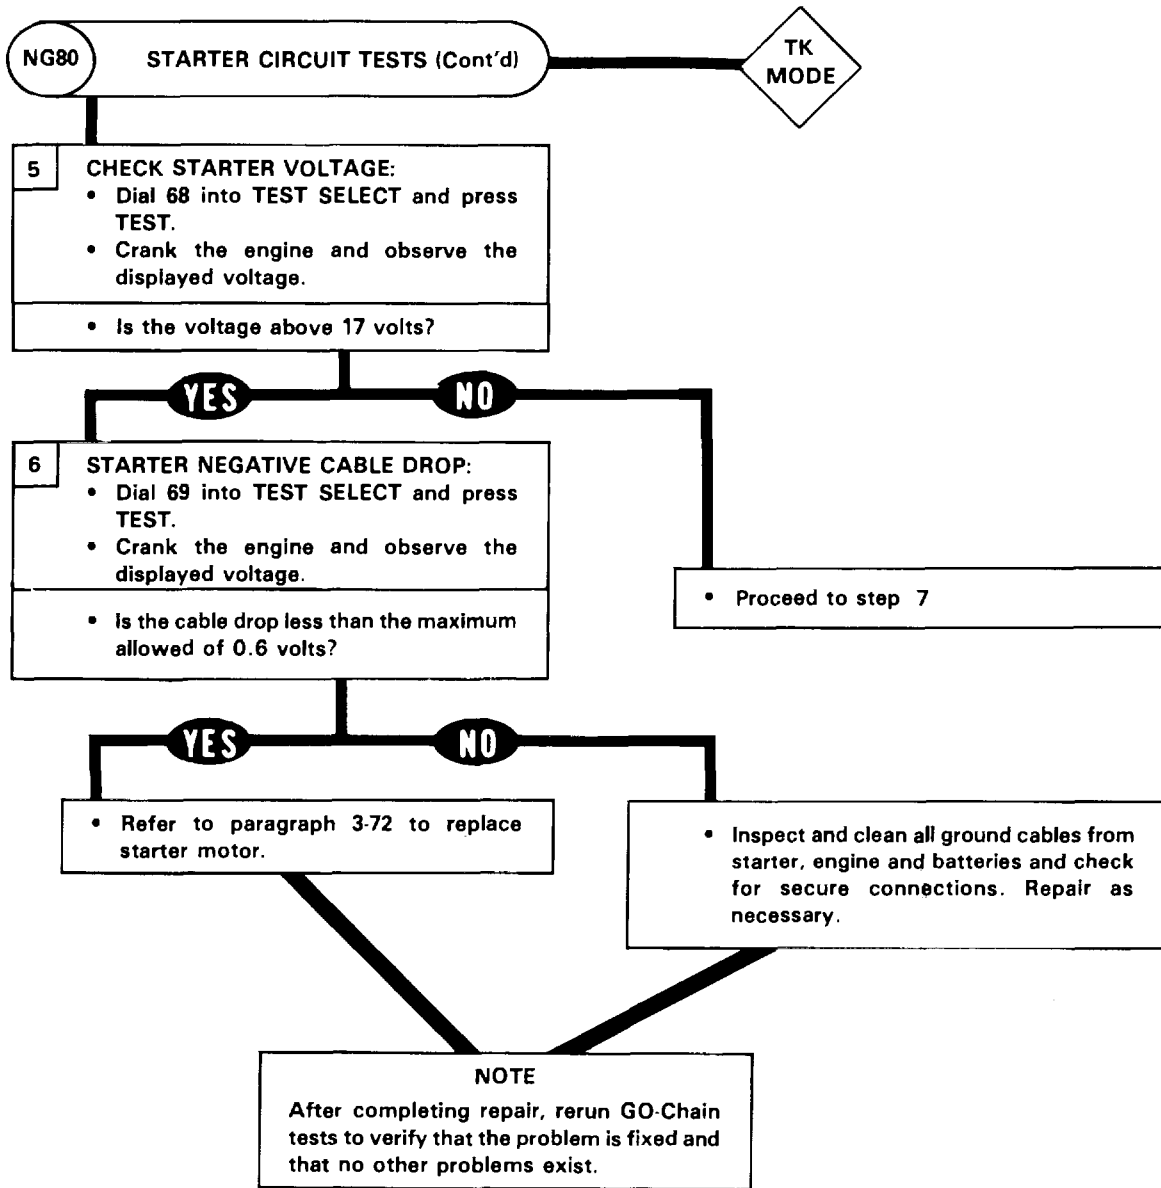 NG80
STARTER CIRCUIT TESTS (Cont'd)
TK
MODE
5
CHECK STARTER VOLTAGE:
• Dial 68 into TEST SELECT and press
TEST.
• Crank the engine and observe the
displayed voltage.
• Is the voltage above 17 volts?
YES
NO
6
STARTER NEGATIVE CABLE DROP:
• Dial 69 into TEST SELECT and press
TEST.
• Crank the engine and observe the
displayed voltage.
• Is the cable drop less than the maximum
allowed of 0.6 volts?
• Proceed to step 7
YES
NO
• Refer to paragraph 3-72 to replace
starter motor.
• Inspect and clean all ground cables from
starter, engine and batteries and check
for secure connections. Repair as
necessary.
NOTE
After completing repair, rerun GO-Chain
tests to verify that the problem is fixed and
that no other problems exist.